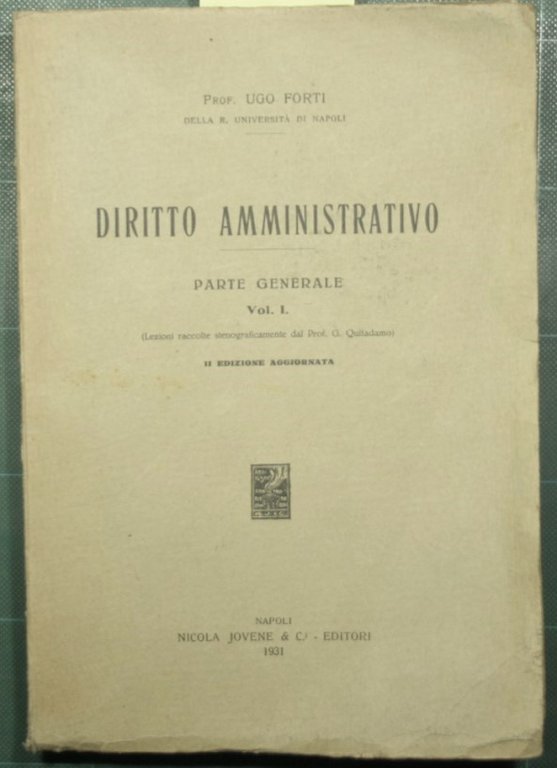 PROF. UGO FORTI
DELLA R. UNIVERSITÀ DI NAPOLI
DIRITTO AMMINISTRATIVO
PARTE GENERALE
Vol. I.
(Lezioni raccolte stenograficamente dal Prof. G. Quitadamo)
II EDIZIONE AGGIORNATA
NAPOLI
NICOLA JOVENE & C.i - EDITORI
1931